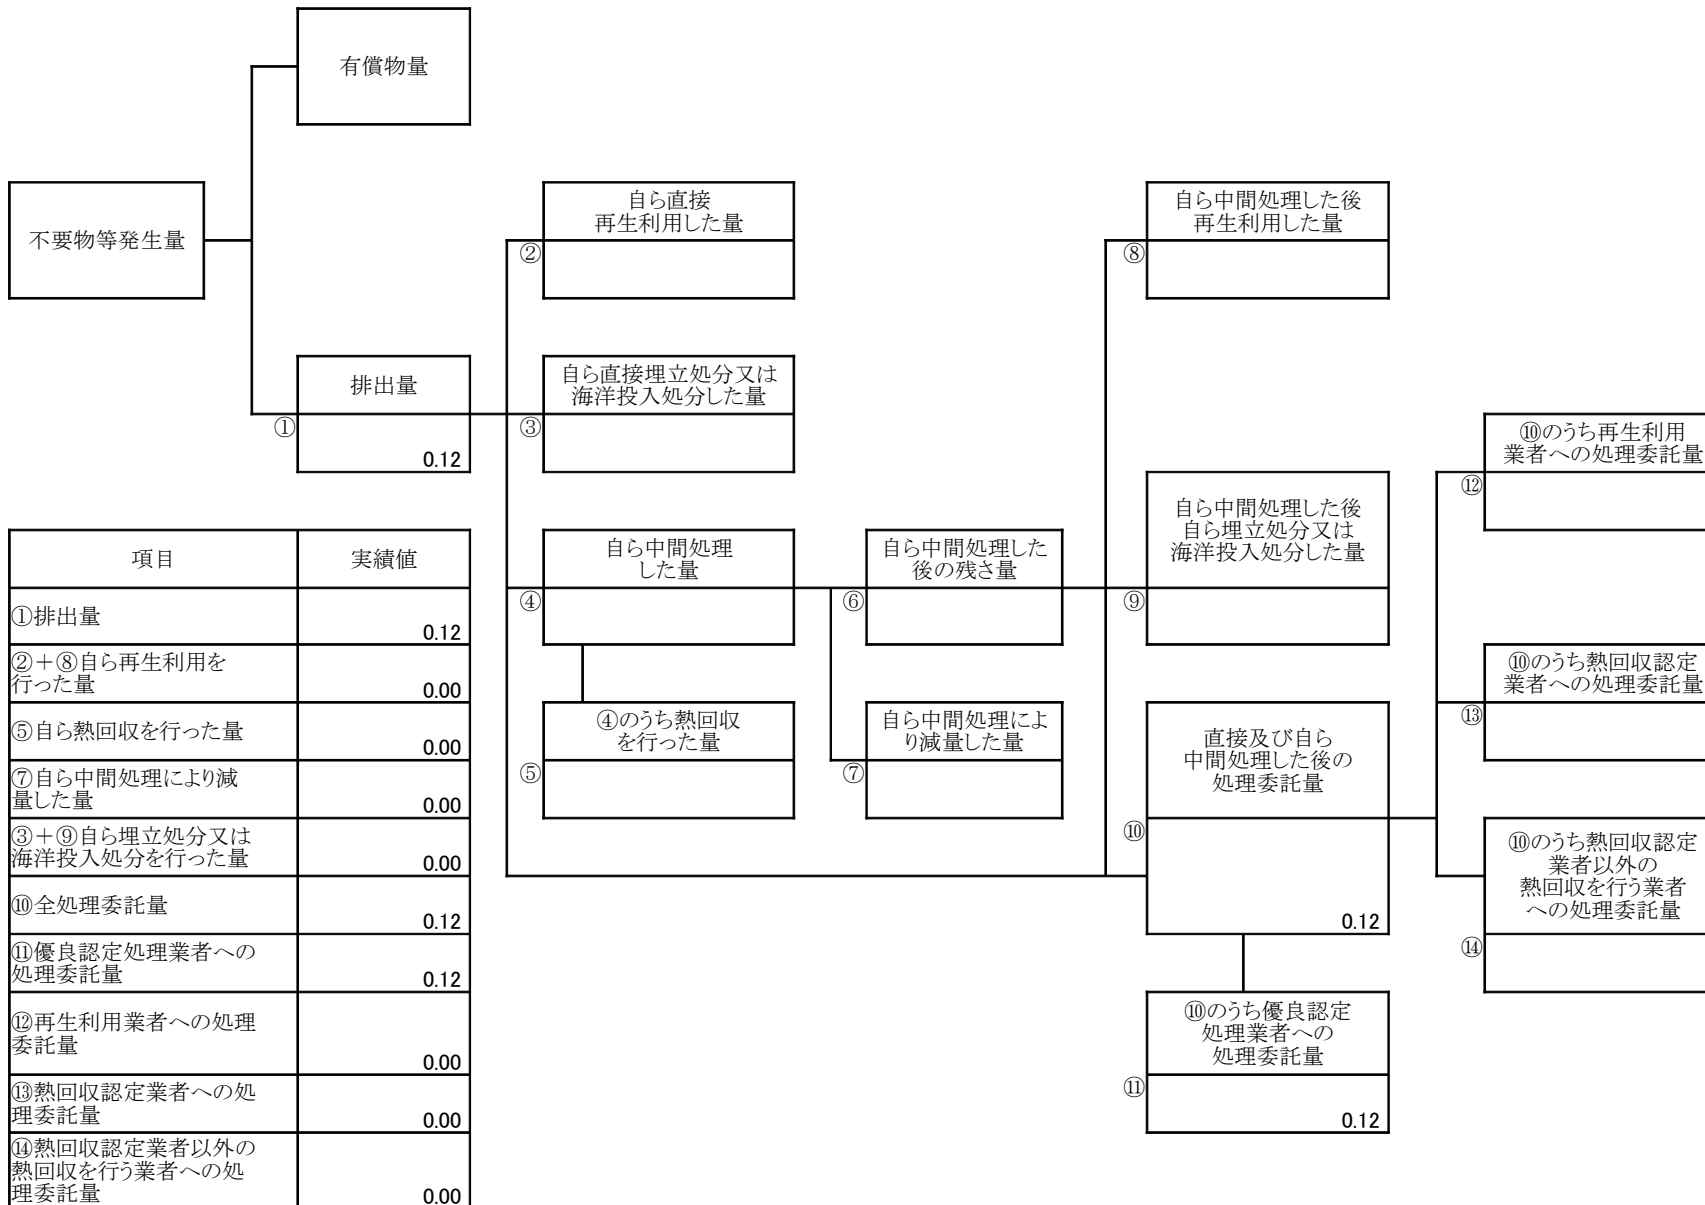 有償物量
不要物等発生量
自ら直接
再生利用した量
②
自ら中間処理した後
再生利用した量
⑧
排出量
①
0.12
自ら直接埋立処分又は
海洋投入処分した量
③
⑩のうち再生利用
業者への処理委託量
⑫
自ら中間処理
した量
④
自ら中間処理した
後の残さ量
⑥
自ら中間処理した後
自ら埋立処分又は
海洋投入処分した量
⑨
⑩のうち熱回収認定
業者への処理委託量
⑬
④のうち熱回収
を行った量
⑤
自ら中間処理によ
り減量した量
⑦
直接及び自ら
中間処理した後の
処理委託量
⑩
0.12
⑩のうち熱回収認定
業者以外の
熱回収を行う業者
への処理委託量
⑭
⑩のうち優良認定
処理業者への
処理委託量
⑪
0.12
項目
実績値
①排出量
0.12
②+⑧自ら再生利用を
行った量
0.00
⑤自ら熱回収を行った量
0.00
⑦自ら中間処理により減
量した量
0.00
③+⑨自ら埋立処分又は
海洋投入処分を行った量
0.00
⑩全処理委託量
0.12
⑪優良認定処理業者への
処理委託量
0.12
⑫再生利用業者への処理
委託量
0.00
⑬熱回収認定業者への処
理委託量
0.00
⑭熱回収認定業者以外の
熱回収を行う業者への処
理委託量
0.00